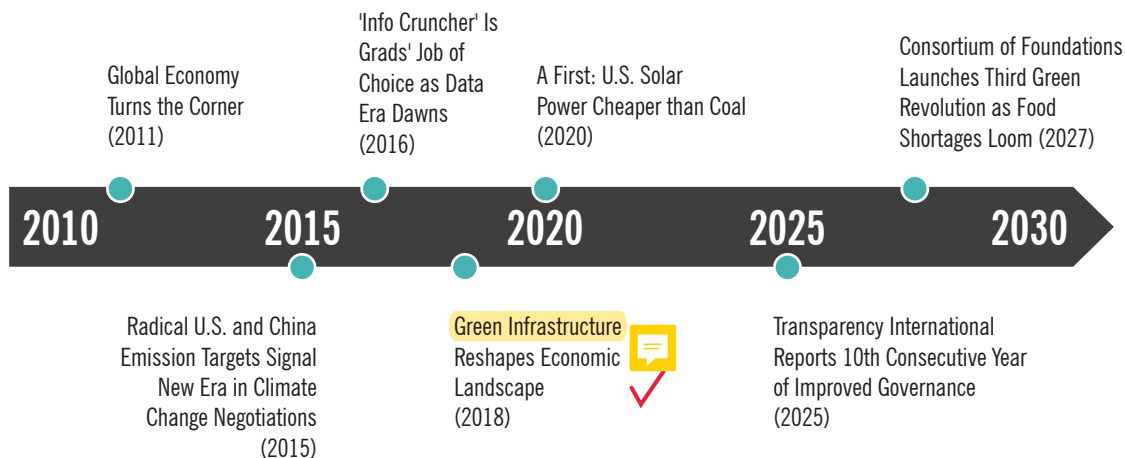 Global Economy
Turns the Corner
(2011)
'Info Cruncher' Is
Grads' Job of
Choice as Data
Era Dawns
(2016)
A First: U.S. Solar
Power Cheaper than Coal
(2020)
Consortium of Foundations
Launches Third Green
Revolution as Food
Shortages Loom (2027)
2010
2015
2020
2025
2030
Radical U.S. and China
Emission Targets Signal
New Era in Climate
Change Negotiations
(2015)
Green Infrastructure
Reshapes Economic
Landscape
(2018)
Transparency International
Reports 10th Consecutive Year
of Improved Governance
(2025)